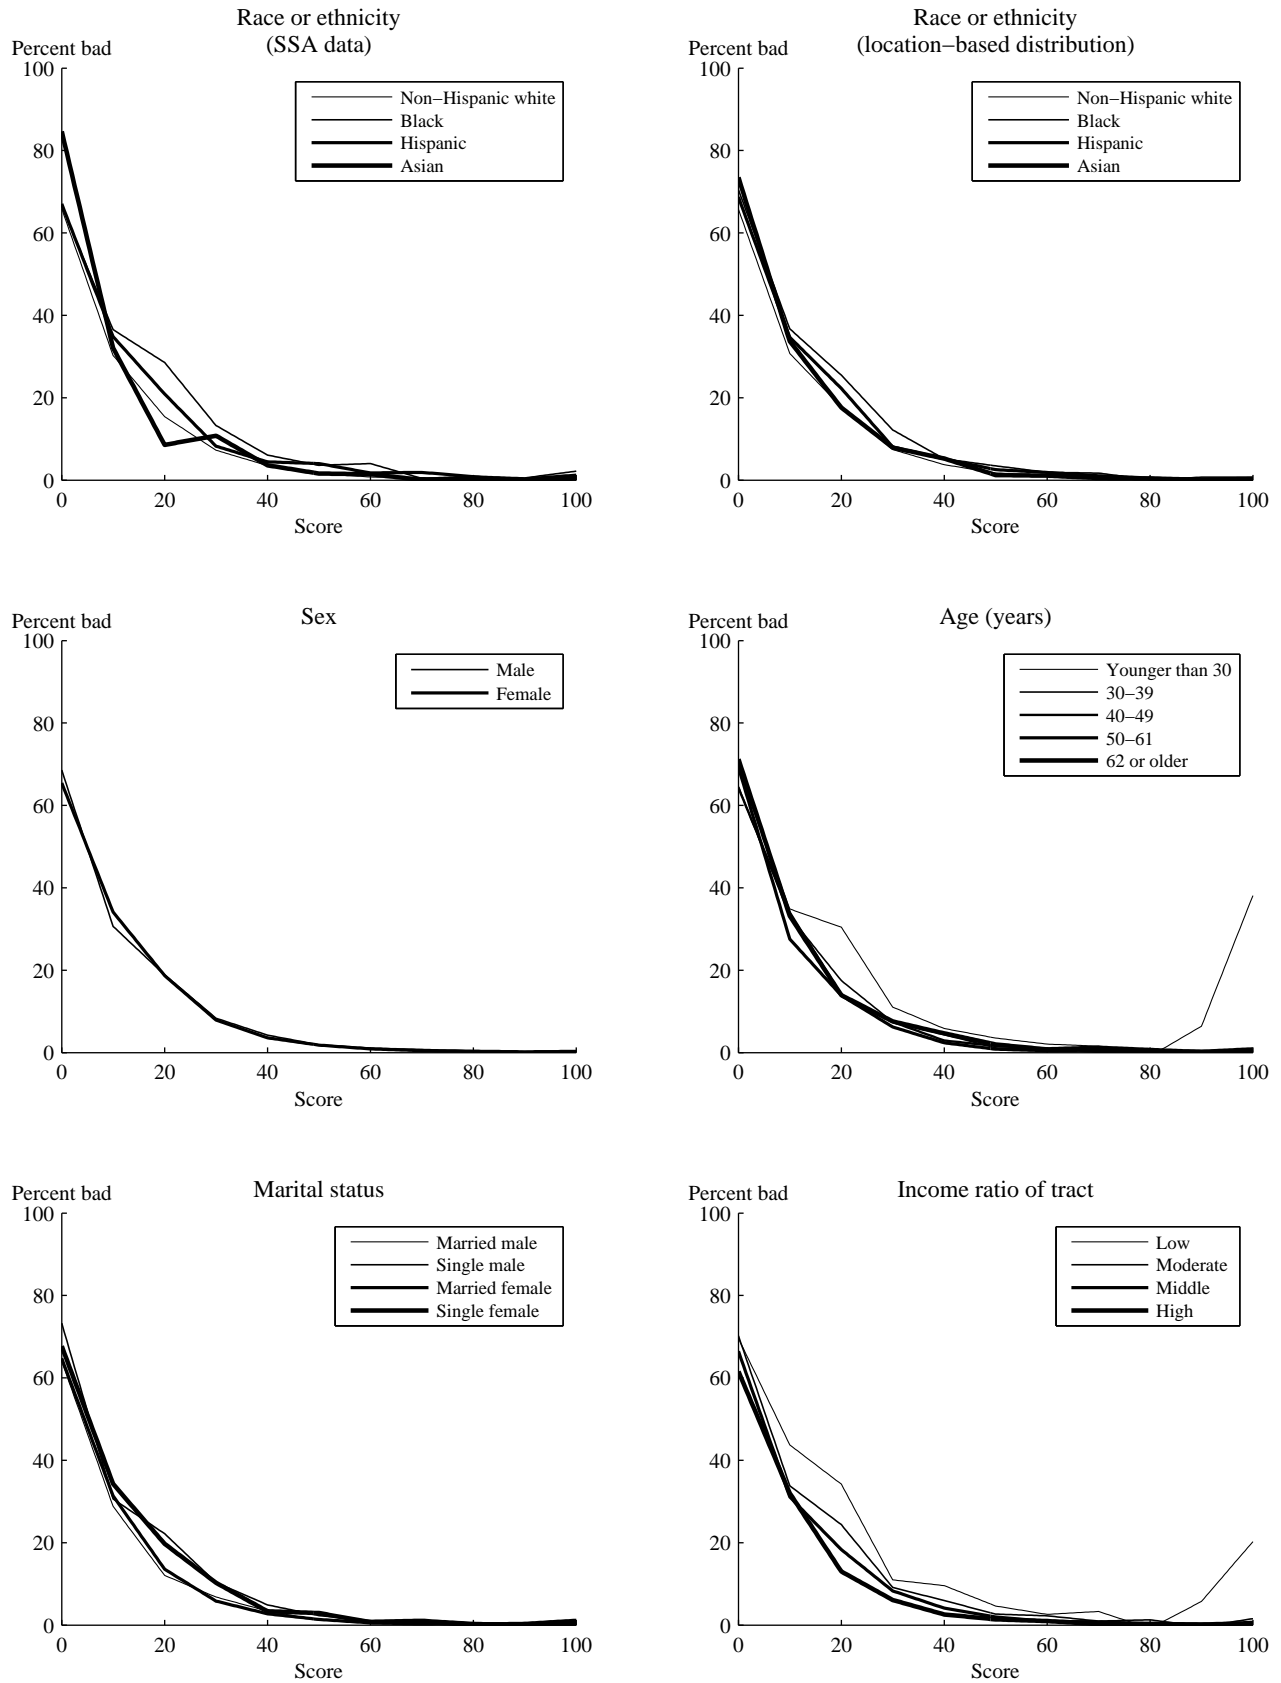 Race or ethnicity
(SSA data)
Percent bad
100
80
60
40
20
0
Non−Hispanic white
Black
Hispanic
Asian
0 20 40 60 80 100
Score
Race or ethnicity
(location−based distribution)
Percent bad
100
80
60
40
20
0
Non−Hispanic white
Black
Hispanic
Asian
0 20 40 60 80 100
Score
Sex
Percent bad
100
80
60
40
20
0
Male
Female
0 20 40 60 80 100
Score
Age (years)
Percent bad
100
80
60
40
20
0
Younger than 30
30−39
40−49
50−61
62 or older
0 20 40 60 80 100
Score
Marital status
Percent bad
100
80
60
40
20
0
Married male
Single male
Married female
Single female
0 20 40 60 80 100
Score
Income ratio of tract
Percent bad
100
80
60
40
20
0
Low
Moderate
Middle
High
0 20 40 60 80 100
Score